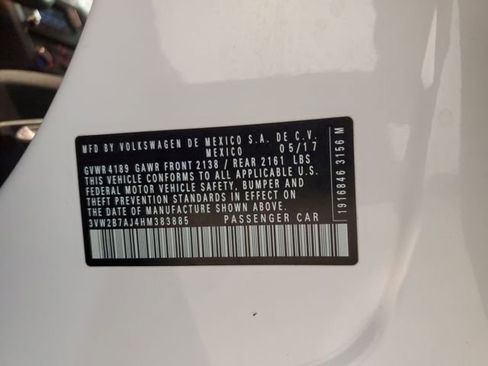 MFD BY VOLKSWAGEN DE MEXICO S.A. DE C.V.
MEXICO 05/17
GVWR4189 GAWR FRONT 2138 / REAR 2161 LBS
THIS VEHICLE CONFORMS TO ALL APPLICABLE U.S.
FEDERAL MOTOR VEHICLE SAFETY, BUMPER AND
THEFT PREVENTION STANDARDS IN EFFECT ON
THE DATE OF MANUFACTURE SHOWN ABOVE.
3VW2B7AJ4HM383885 PASSENGER CAR
1916846 3156 M